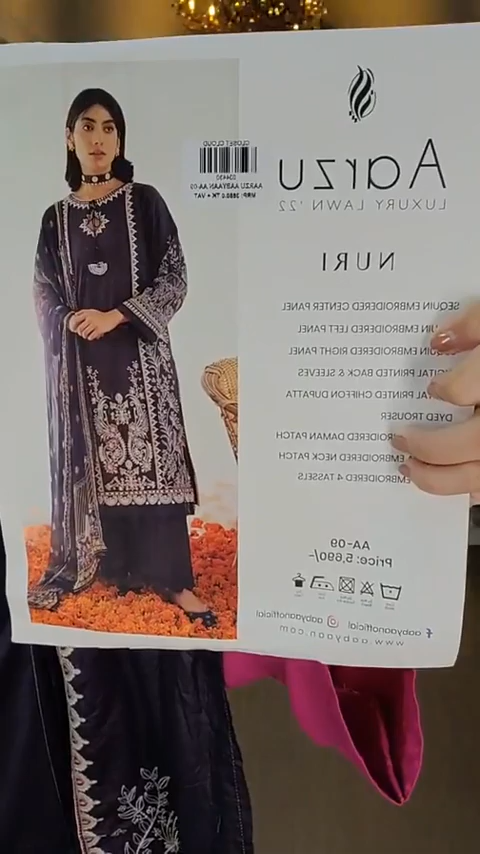 Aarzu
LUXURY LAWN '22
NURI
SEQUIN EMBROIDERED CENTER PANEL
EMBROIDERED LEFT PANEL
EMBROIDERED RIGHT PANEL
PRINTED BACK & SLEEVES
PRINTED CHIFFON DUPATTA
DYED TROUSER
DAMAN PATCH
EMBROIDERED NECK PATCH
EMBROIDERED 4 TASSELS
AA-09
Price: 5,690/-
aabyaanofficial aabyaanofficial
www.aabyaan.com
CLOSET CLOUD
AARZU AABYAAN AA-09